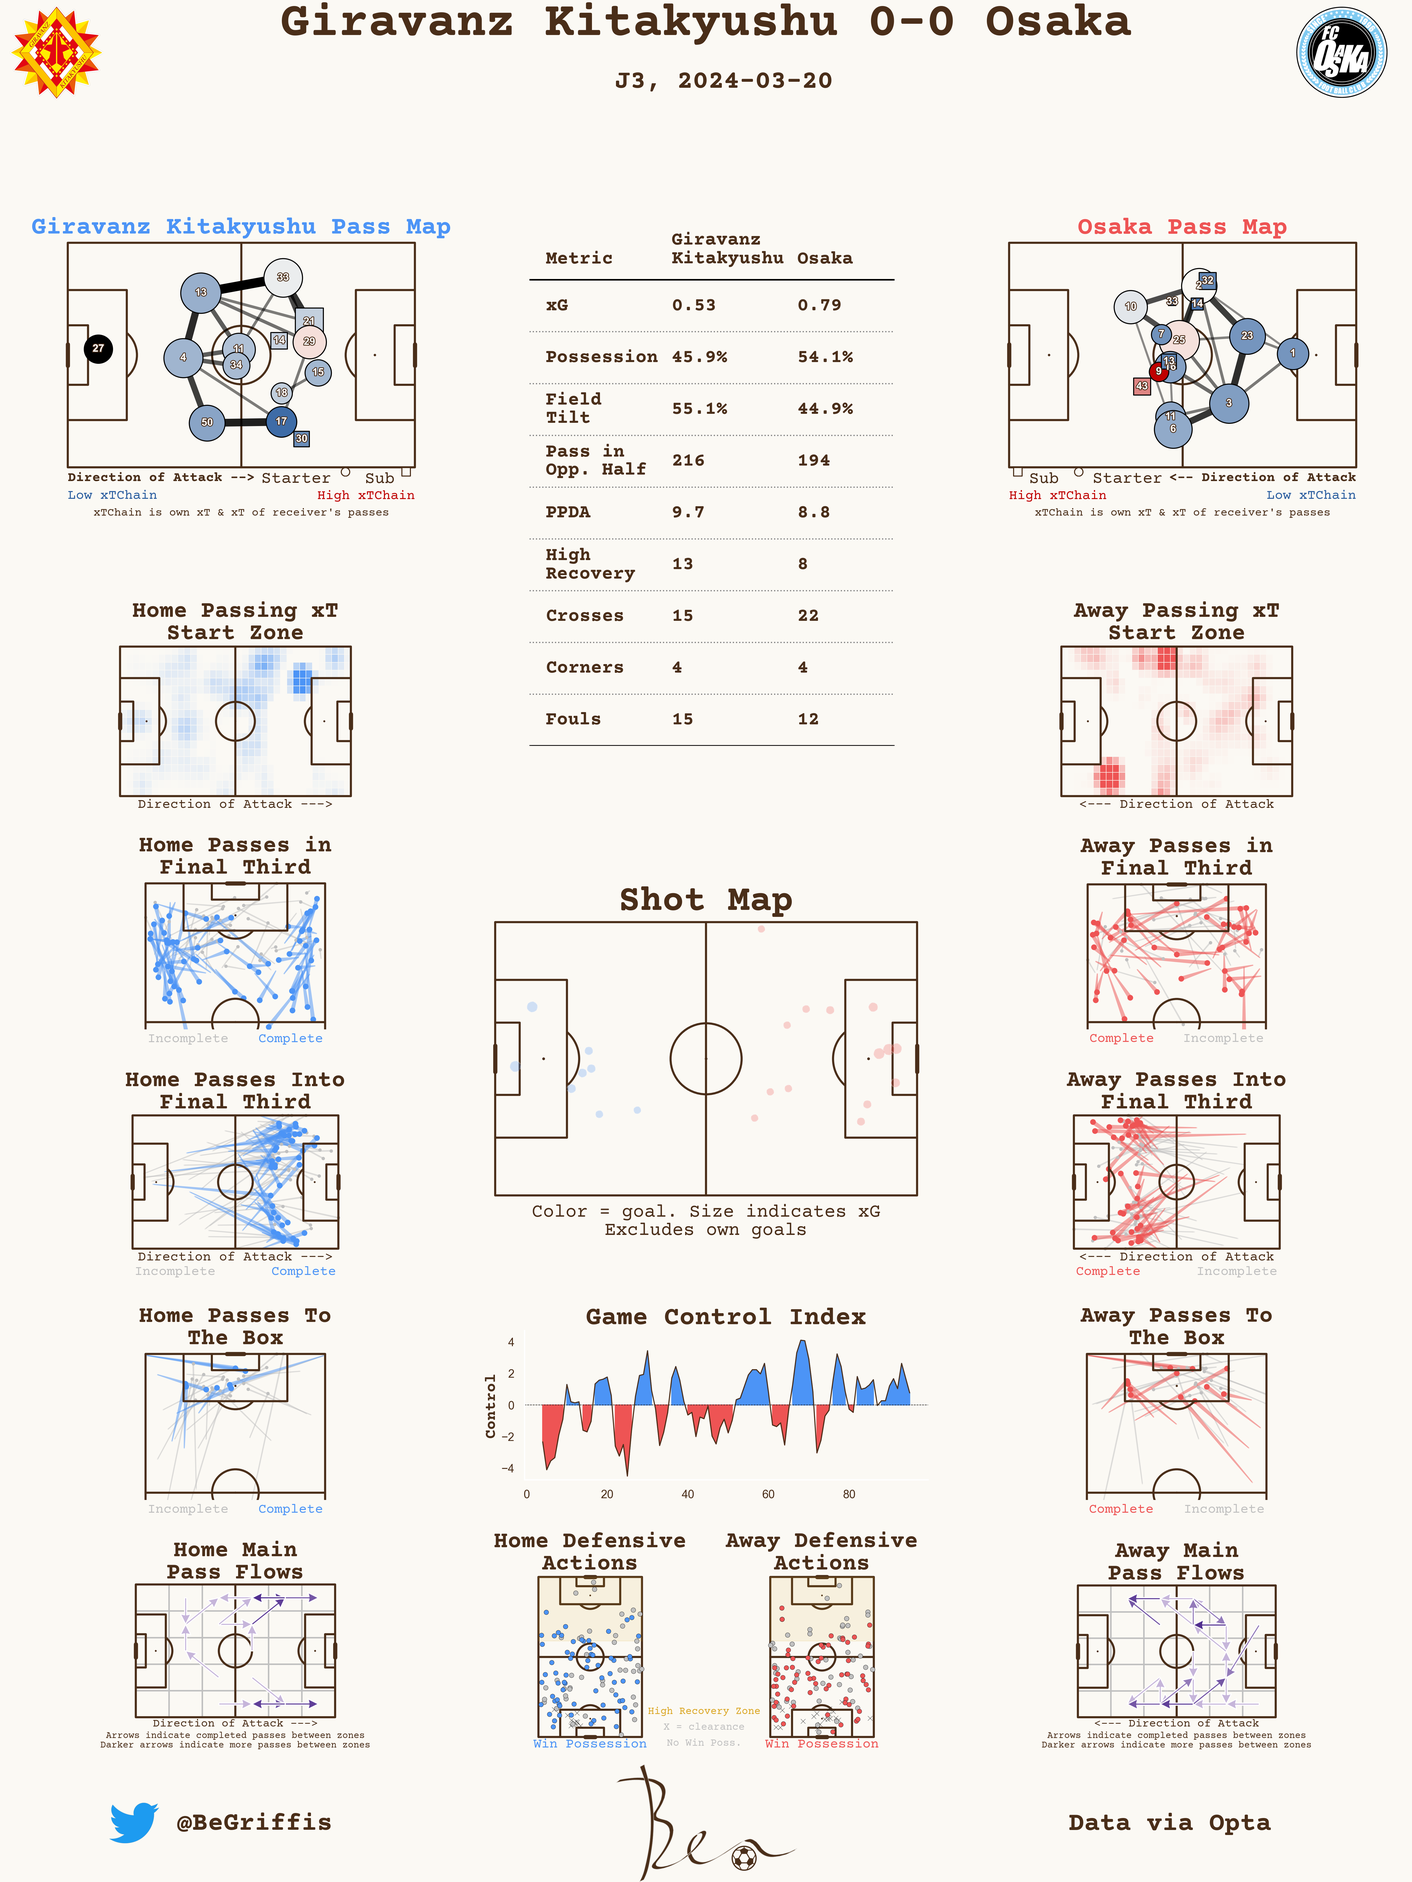 Giravanz Kitakyushu 0-0 Osaka
J3, 2024-03-20
GIRAVANZ
KITAKYUSHU
FC
OSAKA
FOOTBALL CLUB
Giravanz Kitakyushu Pass Map
33
13
21
14
29
27
11
4
34
15
18
50
17
30
Direction of Attack --> Starter Sub
Low xTChain High xTChain
xTChain is own xT & xT of receiver's passes
Giravanz
Metric Kitakyushu Osaka
xG 0.53 0.79
Possession 45.9% 54.1%
Field
Tilt 55.1% 44.9%
Pass in
Opp. Half 216 194
PPDA 9.7 8.8
High
Recovery 13 8
Crosses 15 22
Corners 4 4
Fouls 15 12
Osaka Pass Map
32
10
33
14
7
25
23
1
13
9
43
3
11
6
Sub Starter <-- Direction of Attack
High xTChain Low xTChain
xTChain is own xT & xT of receiver's passes
Home Passing xT
Start Zone
Direction of Attack --->
Away Passing xT
Start Zone
<--- Direction of Attack
Home Passes in
Final Third
Incomplete Complete
Away Passes in
Final Third
Complete Incomplete
Shot Map
Color = goal. Size indicates xG
Excludes own goals
Home Passes Into
Final Third
Direction of Attack --->
Incomplete Complete
Away Passes Into
Final Third
<--- Direction of Attack
Complete Incomplete
Home Passes To
The Box
Incomplete Complete
Game Control Index
Control
4
2
0
−2
−4
0 20 40 60 80
Away Passes To
The Box
Complete Incomplete
Home Main
Pass Flows
Direction of Attack --->
Arrows indicate completed passes between zones
Darker arrows indicate more passes between zones
Home Defensive
Actions
Win Possession
High Recovery Zone
X = clearance
No Win Poss.
Away Defensive
Actions
Win Possession
Away Main
Pass Flows
<--- Direction of Attack
Arrows indicate completed passes between zones
Darker arrows indicate more passes between zones
@BeGriffis
Ben
Data via Opta